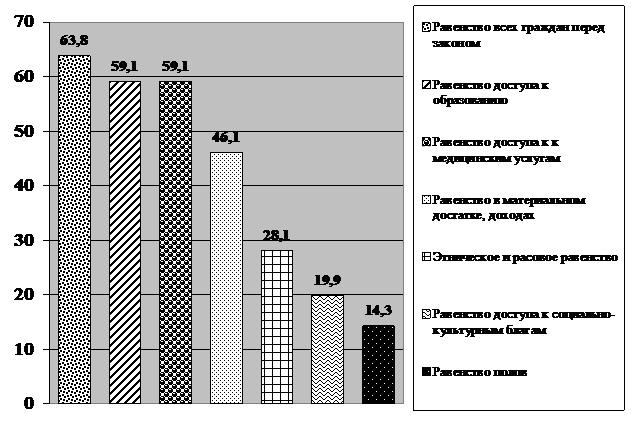 70
60
50
40
30
20
10
0
63,8
59,1
59,1
46,1
28,1
19,9
14,3
Равенство всех граждан перед
законом
Равенство доступа к
образованию
Равенство доступа к к
медицинским услугам
Равенство в материальном
достатке, доходах
Этническое и расовое равенство
Равенство доступа к социально-
культурным благам
Равенство полов